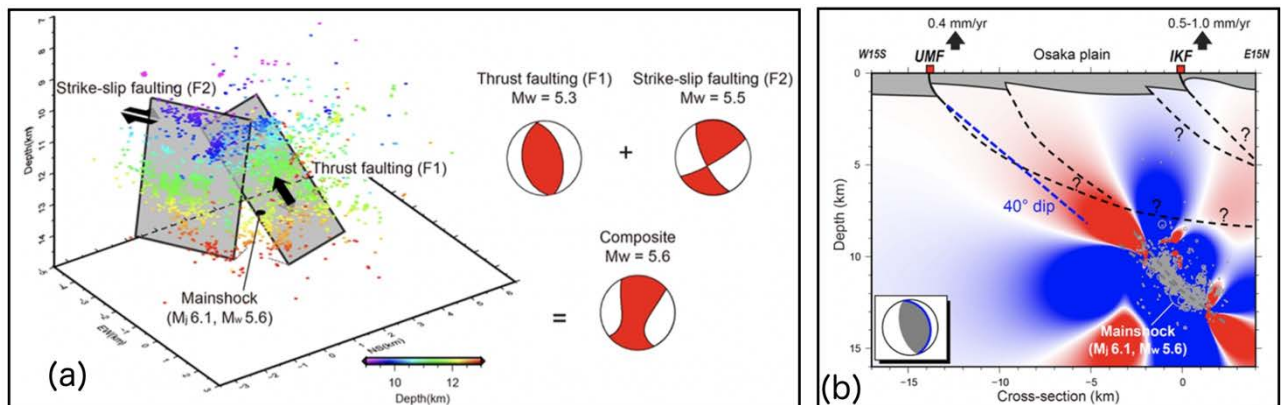 Strike-slip faulting (F2)
Thrust faulting (F1)
Mainshock
(Mj 6.1, Mw 5.6)
Depth(km)
EW(km)
NS(km)
10
12
Depth(km)
Thrust faulting (F1)
Mw = 5.3
+
Strike-slip faulting (F2)
Mw = 5.5
=
Composite
Mw = 5.6
(a)
0.4 mm/yr
0.5-1.0 mm/yr
W15S
UMF
Osaka plain
IKF
E15N
0
5
10
15
Depth (km)
40° dip
?
?
?
?
?
Mainshock
(Mj 6.1, Mw 5.6)
−15
−10
−5
0
Cross-section (km)
(b)